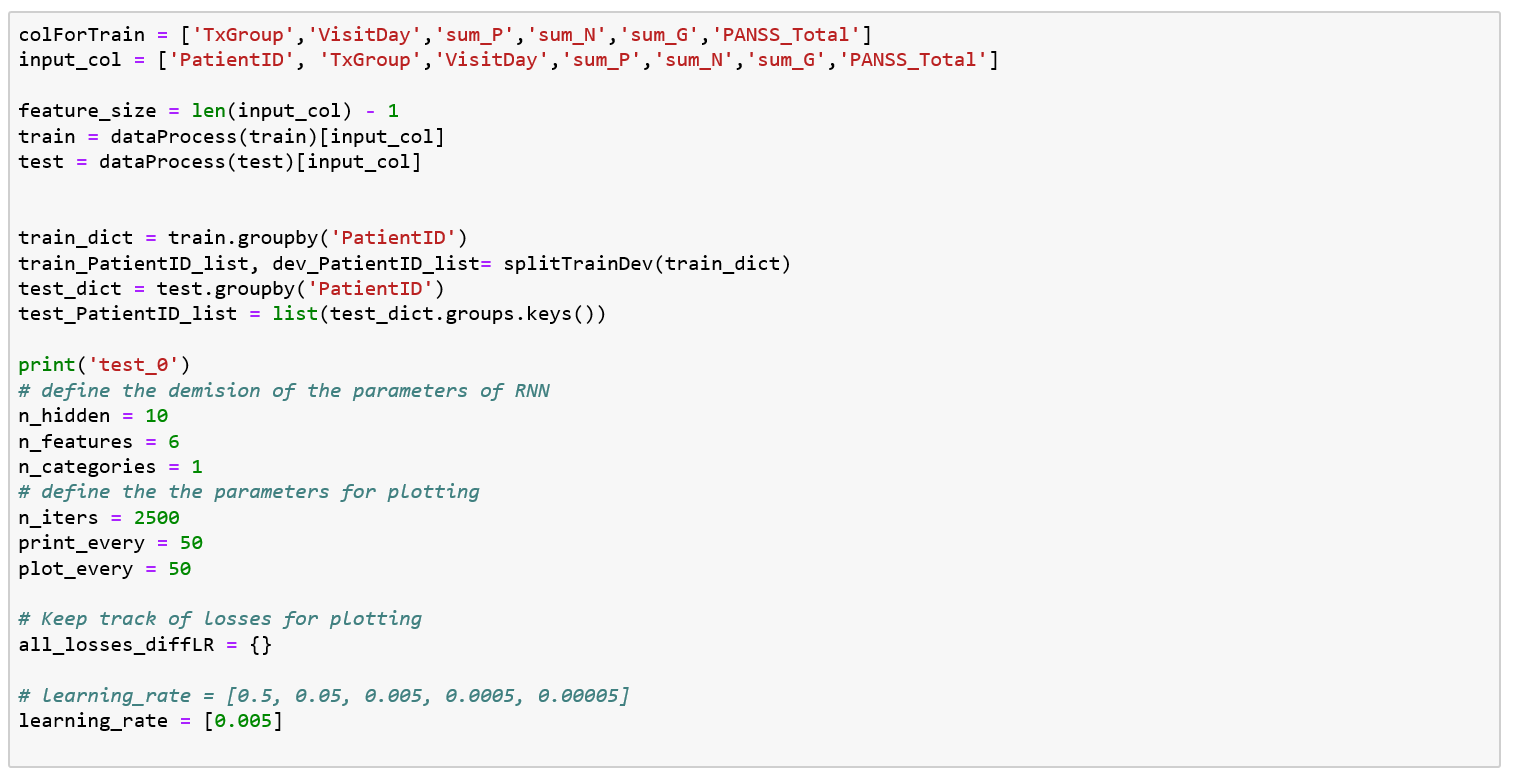 colForTrain = ['TxGroup','VisitDay','sum_P','sum_N','sum_G','PANSS_Total']
input_col = ['PatientID', 'TxGroup','VisitDay','sum_P','sum_N','sum_G','PANSS_Total']
feature_size = len(input_col) - 1
train = dataProcess(train)[input_col]
test = dataProcess(test)[input_col]
train_dict = train.groupby('PatientID')
train_PatientID_list, dev_PatientID_list= splitTrainDev(train_dict)
test_dict = test.groupby('PatientID')
test_PatientID_list = list(test_dict.groups.keys())
print('test_0')
# define the demision of the parameters of RNN
n_hidden = 10
n_features = 6
n_categories = 1
# define the the parameters for plotting
n_iters = 2500
print_every = 50
plot_every = 50
# Keep track of losses for plotting
all_losses_diffLR = {}
# learning_rate = [0.5, 0.05, 0.005, 0.0005, 0.00005]
learning_rate = [0.005]